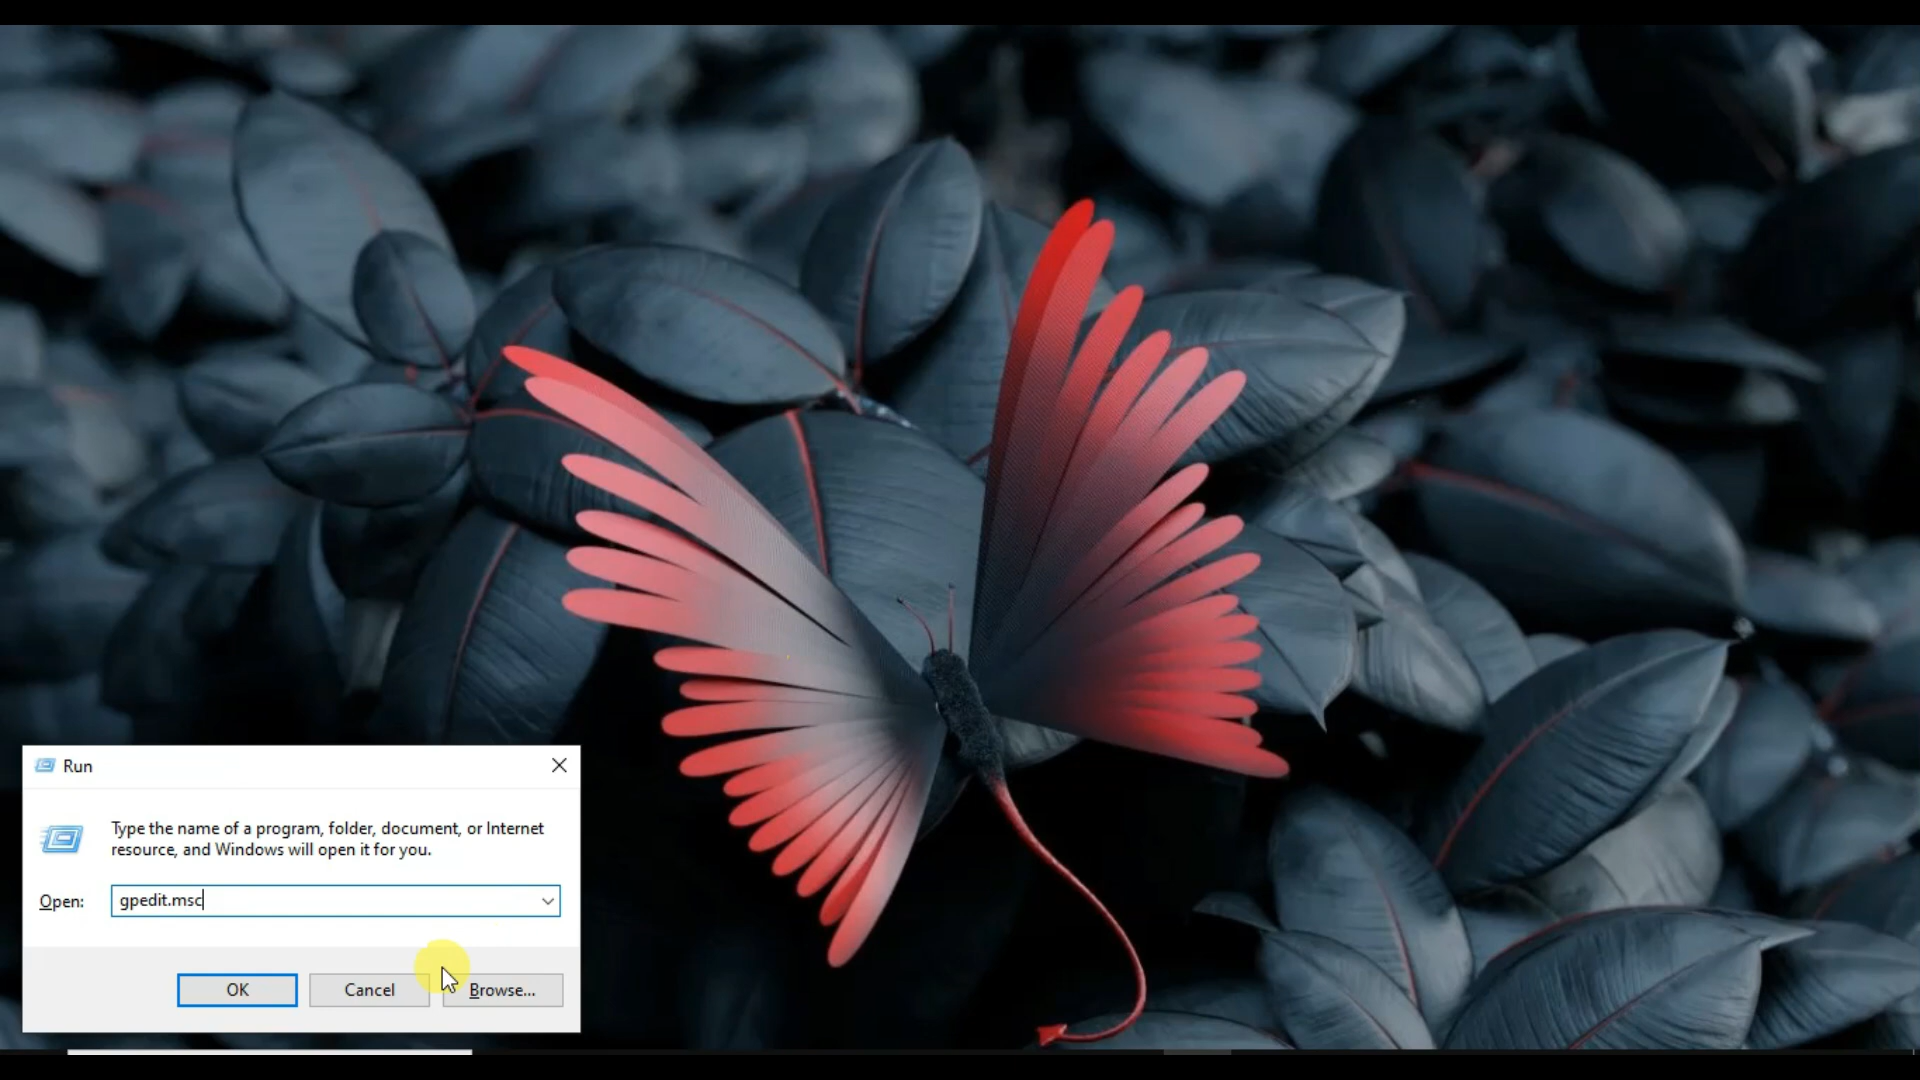 Run
Type the name of a program, folder, document, or Internet
resource, and Windows will open it for you.
Open: gpedit.msc
OK Cancel Browse...